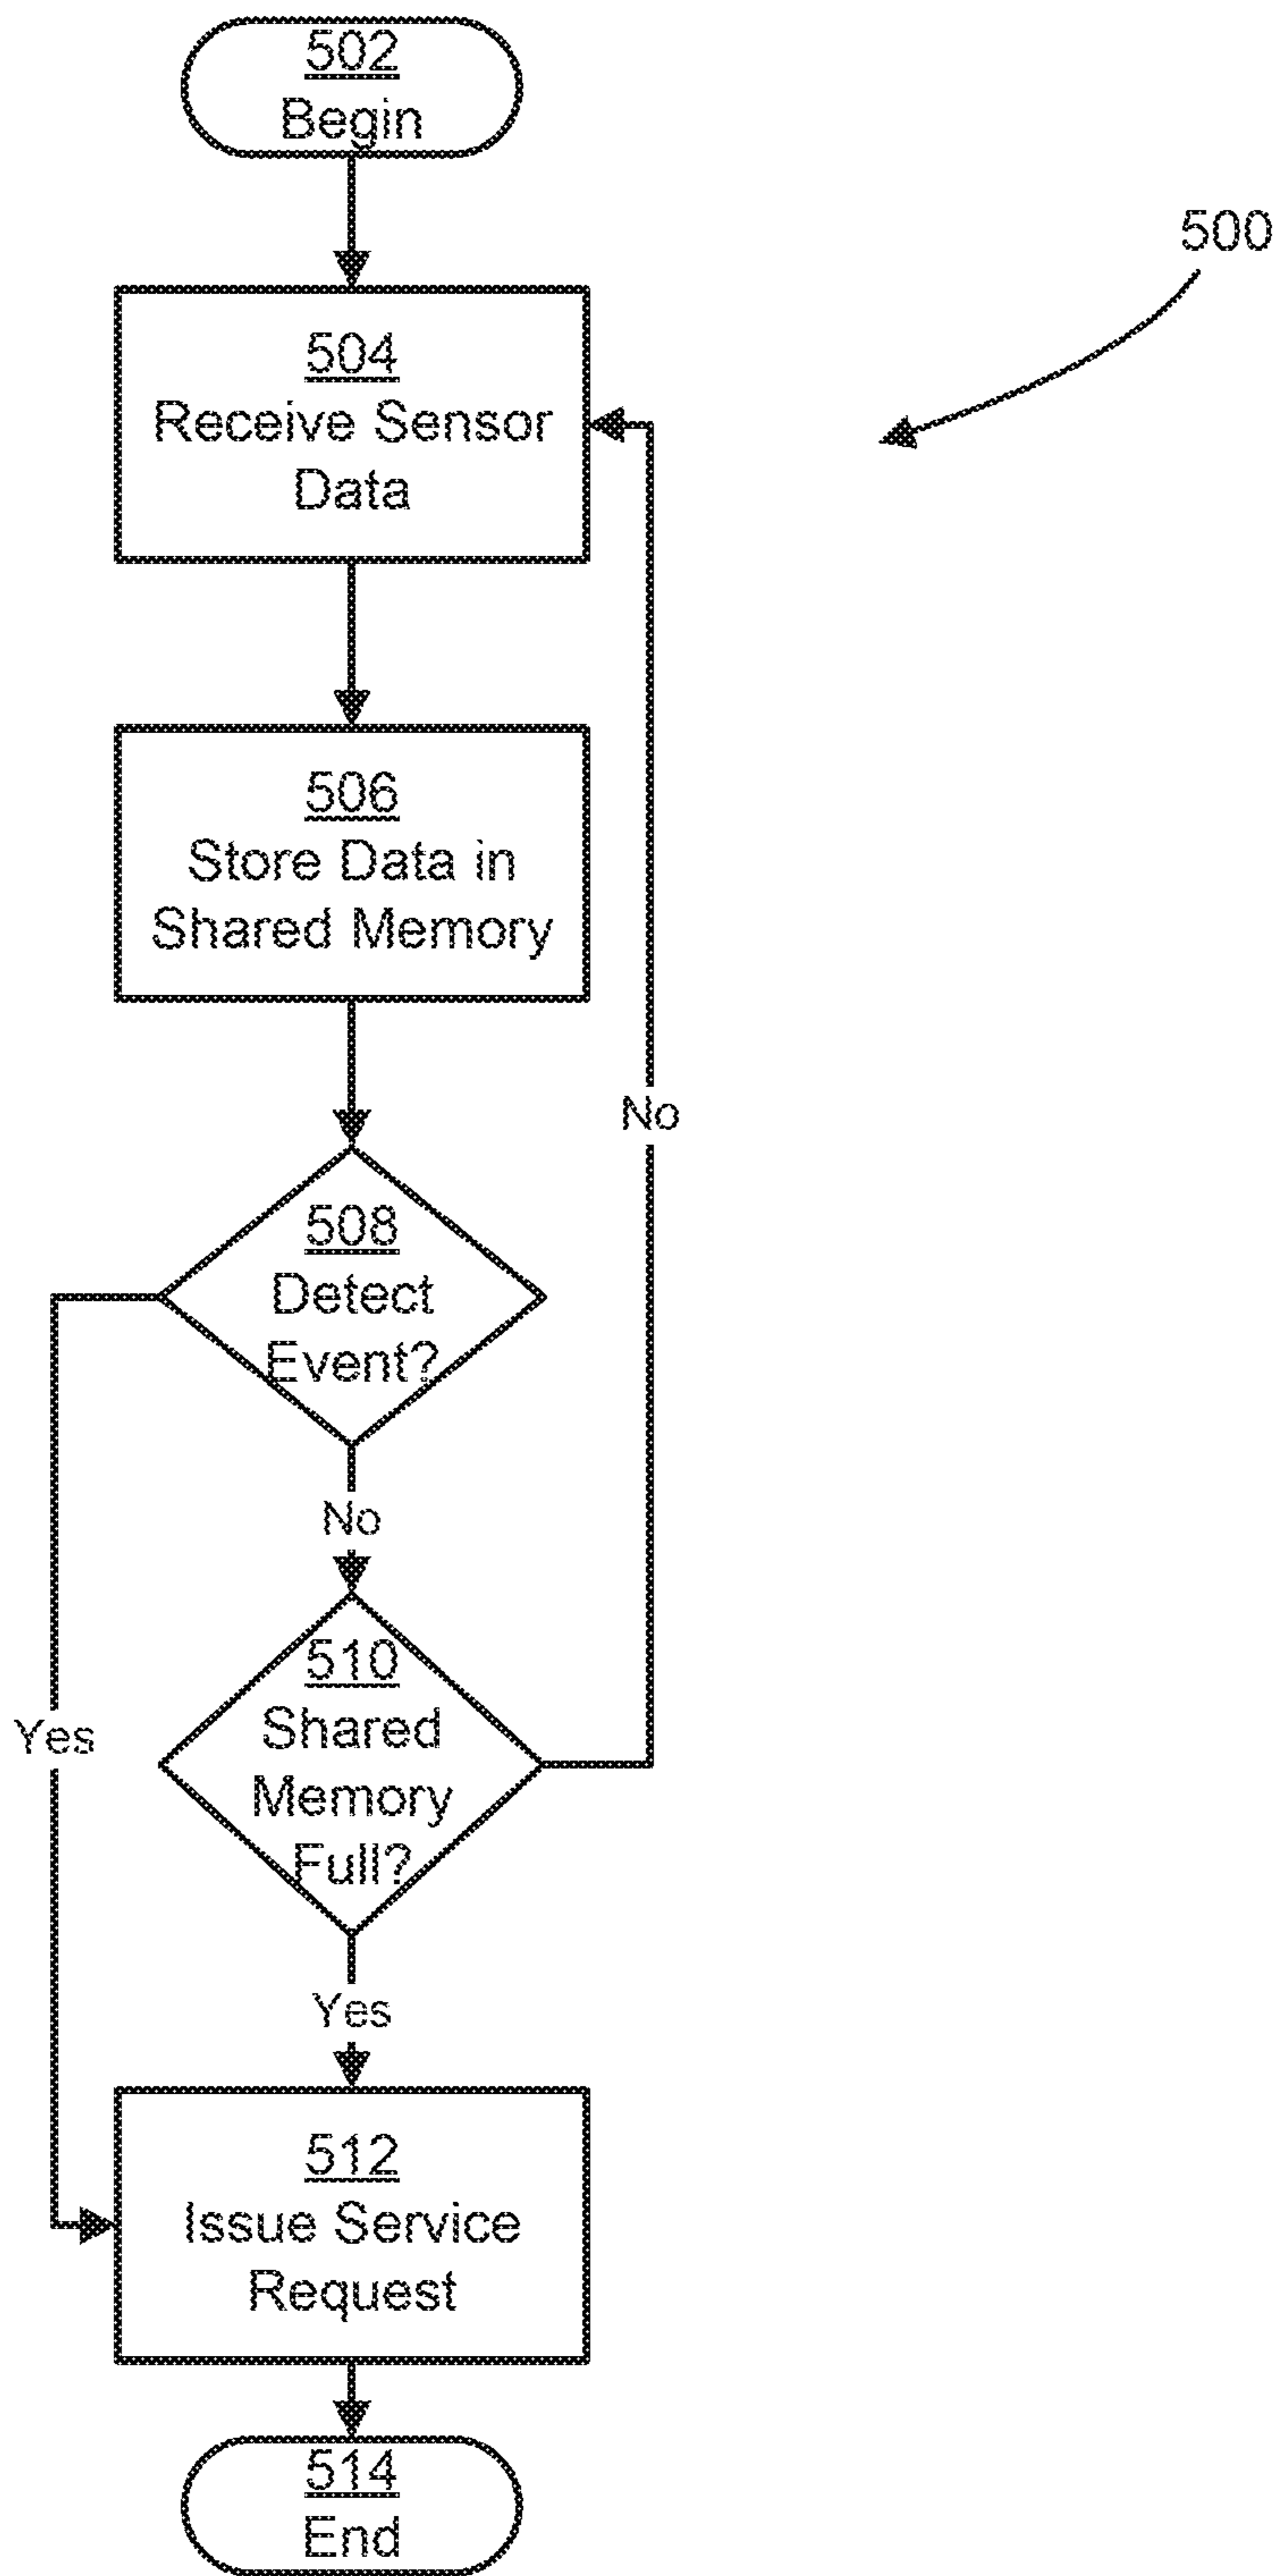 502
Begin
500
504
Receive Sensor
Data
506
Store Data in
Shared Memory
No
508
Detect
Event?
No
510
Shared
Memory
Full?
Yes
Yes
512
Issue Service
Request
514
End